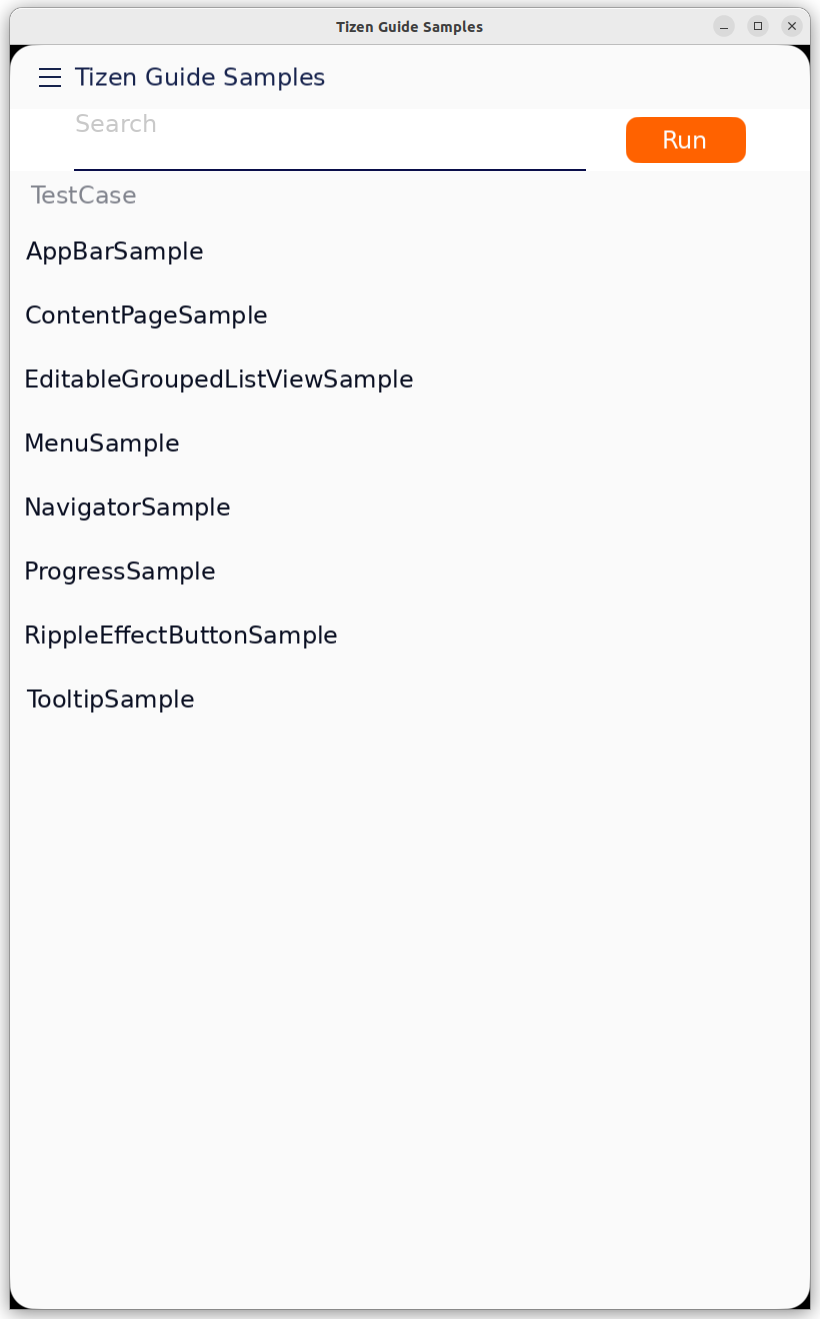 Tizen Guide Samples
Tizen Guide Samples
Search
Run
TestCase
AppBarSample
ContentPageSample
EditableGroupedListViewSample
MenuSample
NavigatorSample
ProgressSample
RippleEffectButtonSample
TooltipSample